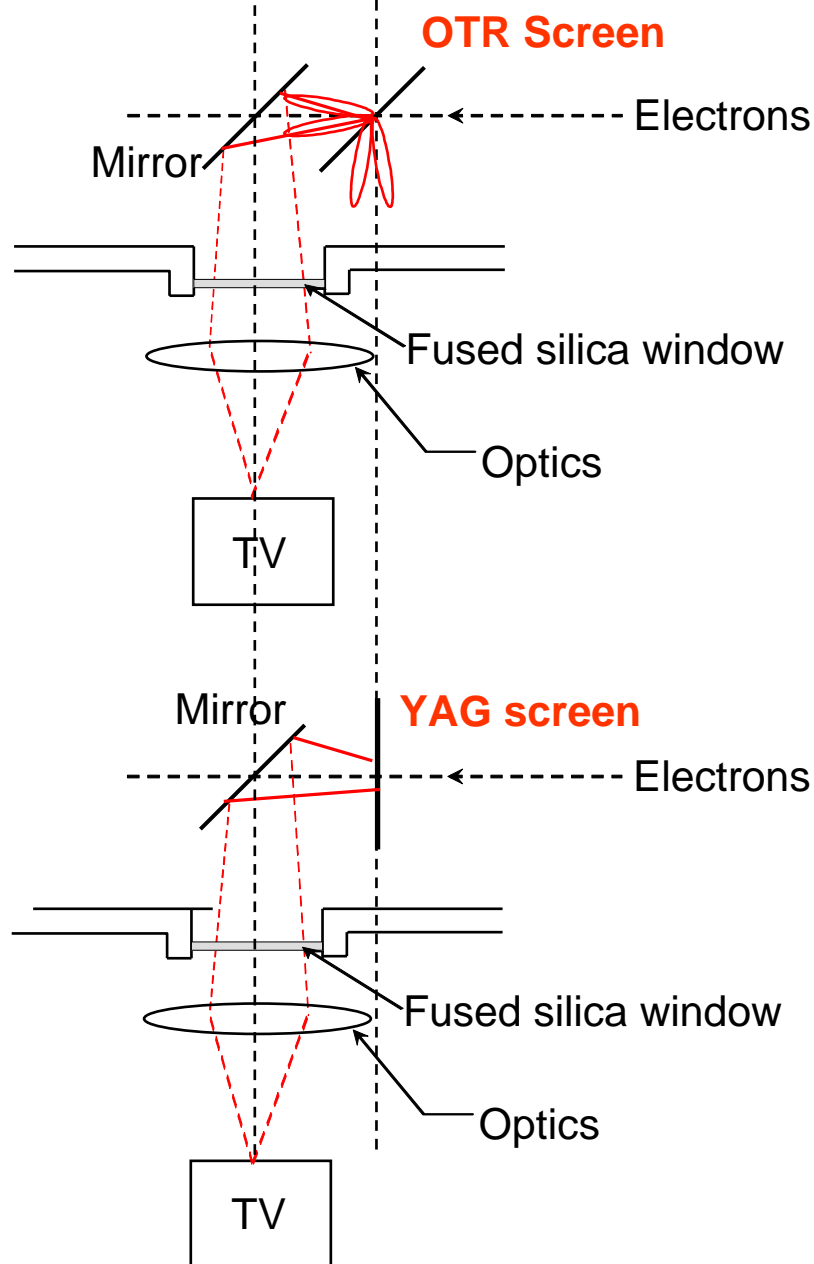 OTR Screen
Electrons
Mirror
Fused silica window
Optics
TV
Mirror
YAG screen
Electrons
Fused silica window
Optics
TV